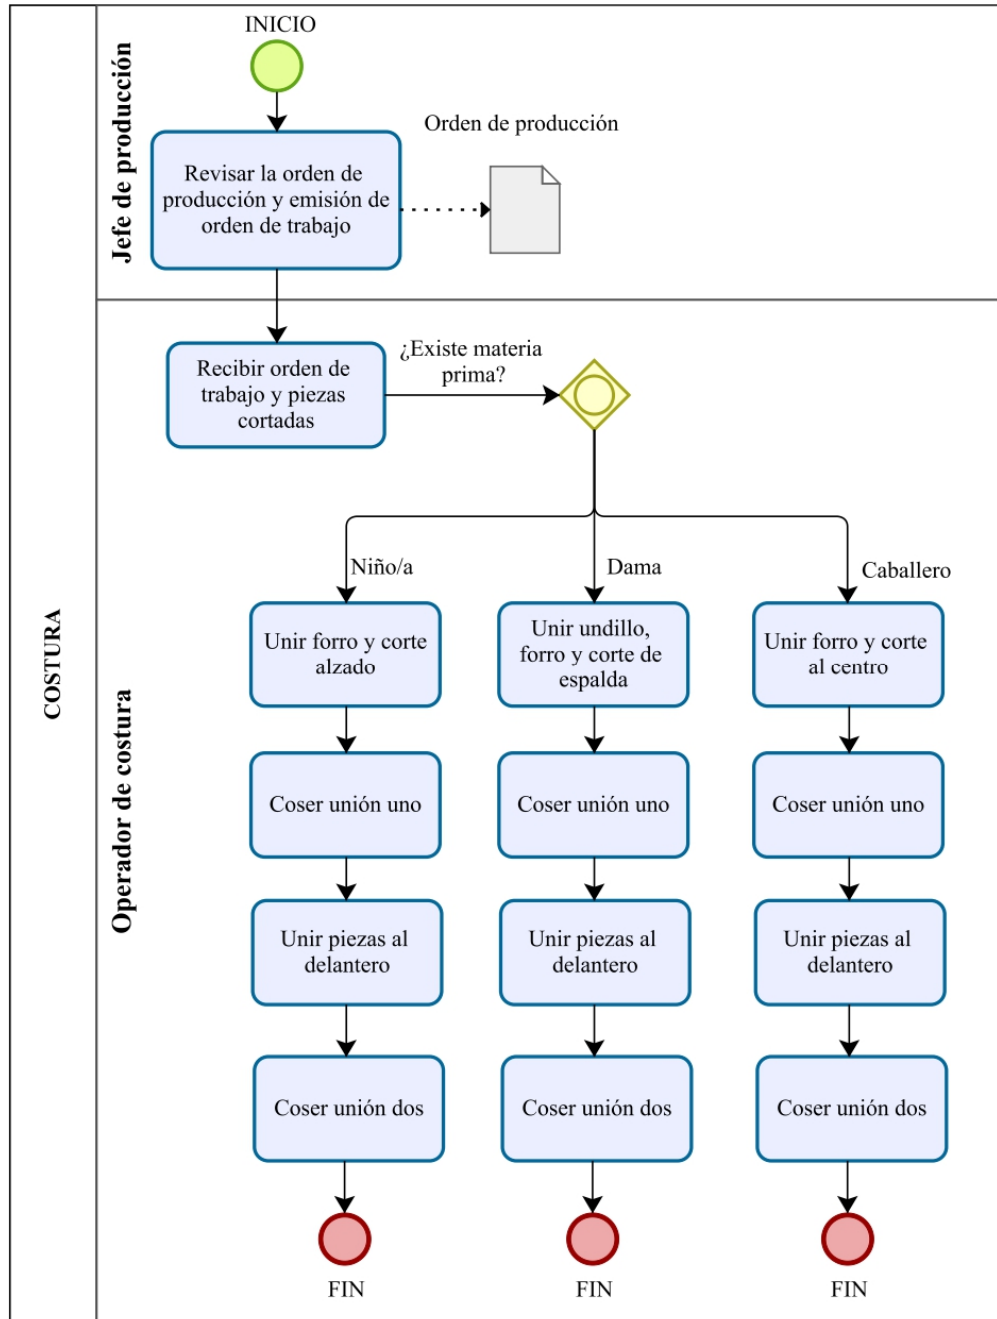 INICIO
Jefe de producción
Orden de producción
Revisar la orden de
producción y emisión de
orden de trabajo
COSTURA
Operador de costura
Recibir orden de
trabajo y piezas
cortadas
¿Existe materia
prima?
Niño/a
Dama
Caballero
Unir forro y corte
alzado
Unir undillo,
forro y corte de
espalda
Unir forro y corte
al centro
Coser unión uno
Coser unión uno
Coser unión uno
Unir piezas al
delantero
Unir piezas al
delantero
Unir piezas al
delantero
Coser unión dos
Coser unión dos
Coser unión dos
FIN
FIN
FIN